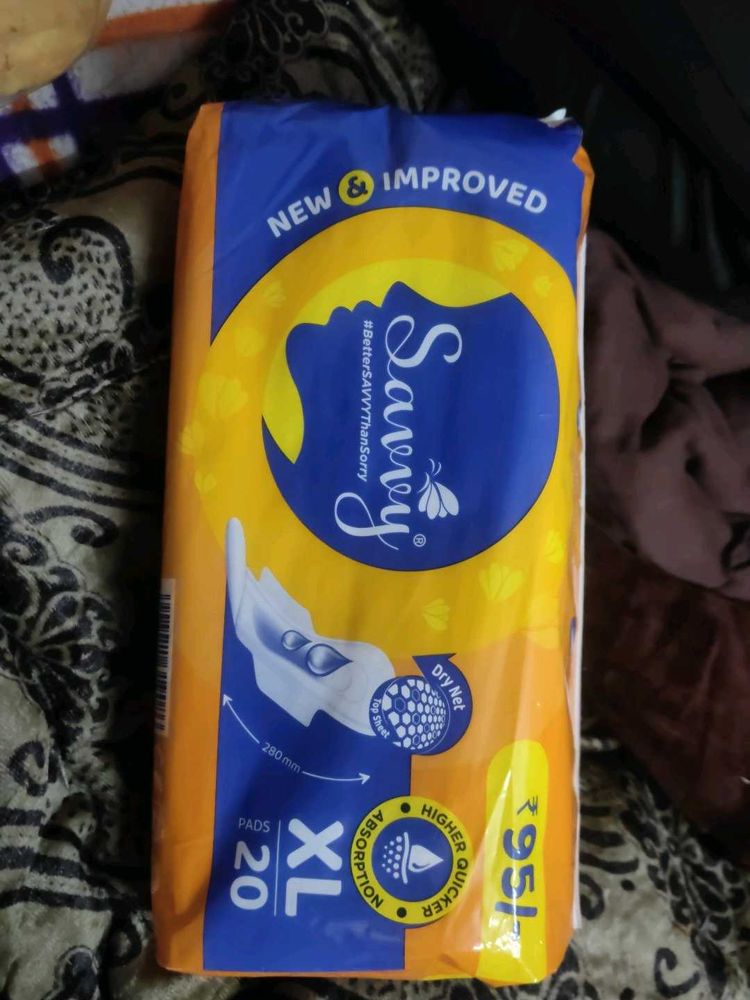 NEW & IMPROVED
Savvy®
#BetterSAVVYThanSorry
Dry Net
Top Sheet
280 mm
HIGHER QUICKER
ABSORPTION
XL
PADS 20
₹ 95/-